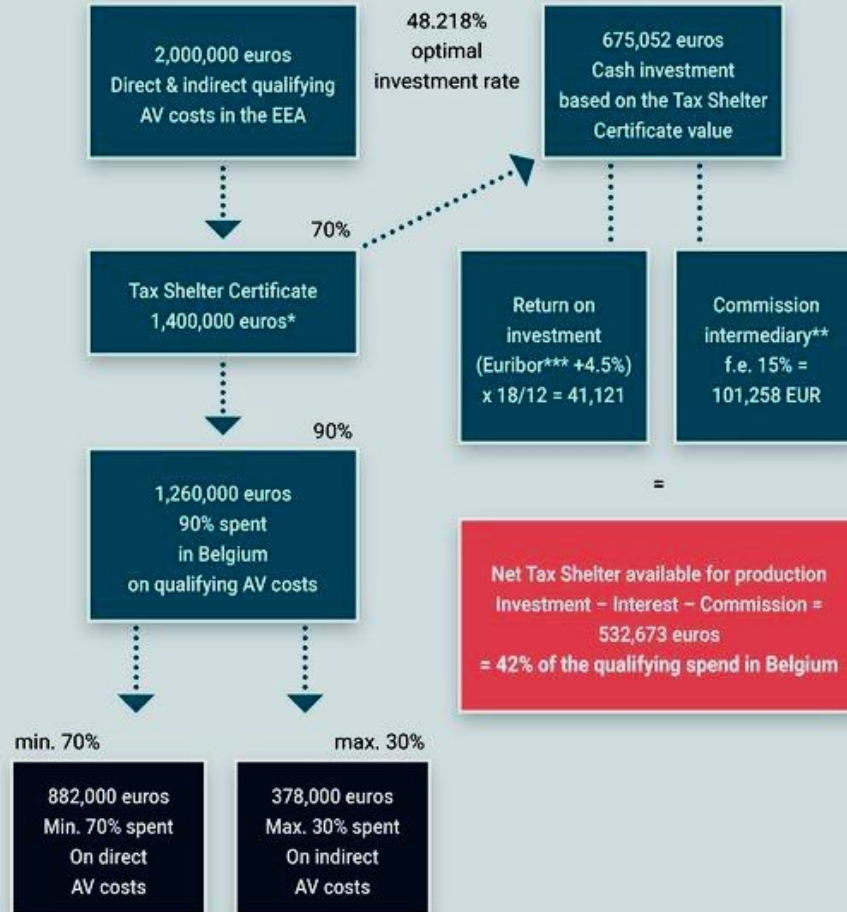 2,000,000 euros
Direct & indirect qualifying
AV costs in the EEA
48.218%
optimal
investment rate
675,052 euros
Cash investment
based on the Tax Shelter
Certificate value
70%
Tax Shelter Certificate
1,400,000 euros*
Return on
investment
(Euribor*** +4.5%)
x 18/12 = 41,121
Commission
intermediary**
f.e. 15% =
101,258 EUR
90%
1,260,000 euros
90% spent
in Belgium
on qualifying AV costs
=
Net Tax Shelter available for production
Investment – Interest – Commission =
532,673 euros
= 42% of the qualifying spend in Belgium
min. 70%
max. 30%
882,000 euros
Min. 70% spent
On direct
AV costs
378,000 euros
Max. 30% spent
On indirect
AV costs